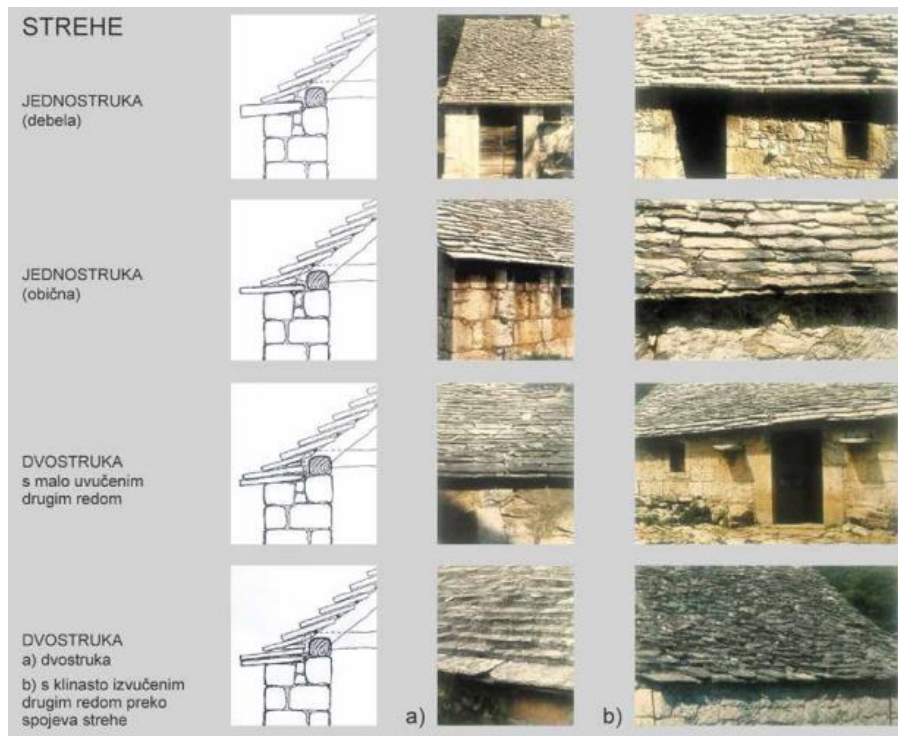 STREHE
JEDNOSTRUKA
(debela)
JEDNOSTRUKA
(obična)
DVOSTRUKA
s malo uvučenim
drugim redom
DVOSTRUKA
a) dvostruka
b) s klinasto izvučenim
drugim redom preko
spojeva strehe
a)
b)